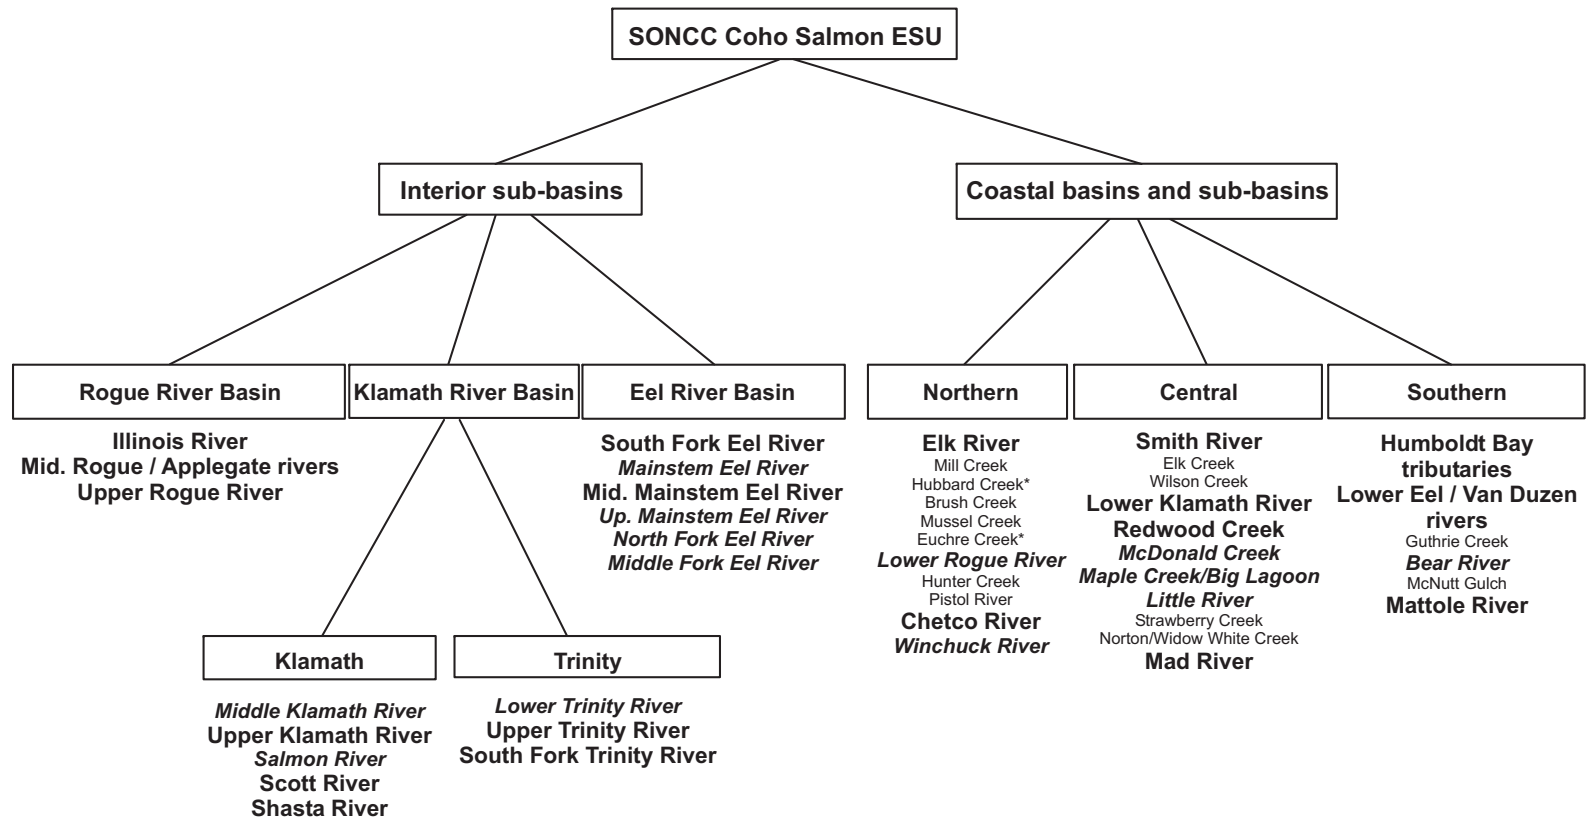 SONCC Coho Salmon ESU
Interior sub-basins
Coastal basins and sub-basins
Rogue River Basin
Illinois River
Mid. Rogue / Applegate rivers
Upper Rogue River
Klamath River Basin
Eel River Basin
South Fork Eel River
Mainstem Eel River
Mid. Mainstem Eel River
Up. Mainstem Eel River
North Fork Eel River
Middle Fork Eel River
Klamath
Middle Klamath River
Upper Klamath River
Salmon River
Scott River
Shasta River
Trinity
Lower Trinity River
Upper Trinity River
South Fork Trinity River
Northern
Elk River
Mill Creek
Hubbard Creek*
Brush Creek
Mussel Creek
Euchre Creek*
Lower Rogue River
Hunter Creek
Pistol River
Chetco River
Winchuck River
Central
Smith River
Elk Creek
Wilson Creek
Lower Klamath River
Redwood Creek
McDonald Creek
Maple Creek/Big Lagoon
Little River
Strawberry Creek
Norton/Widow White Creek
Mad River
Southern
Humboldt Bay
tributaries
Lower Eel / Van Duzen
rivers
Guthrie Creek
Bear River
McNutt Gulch
Mattole River